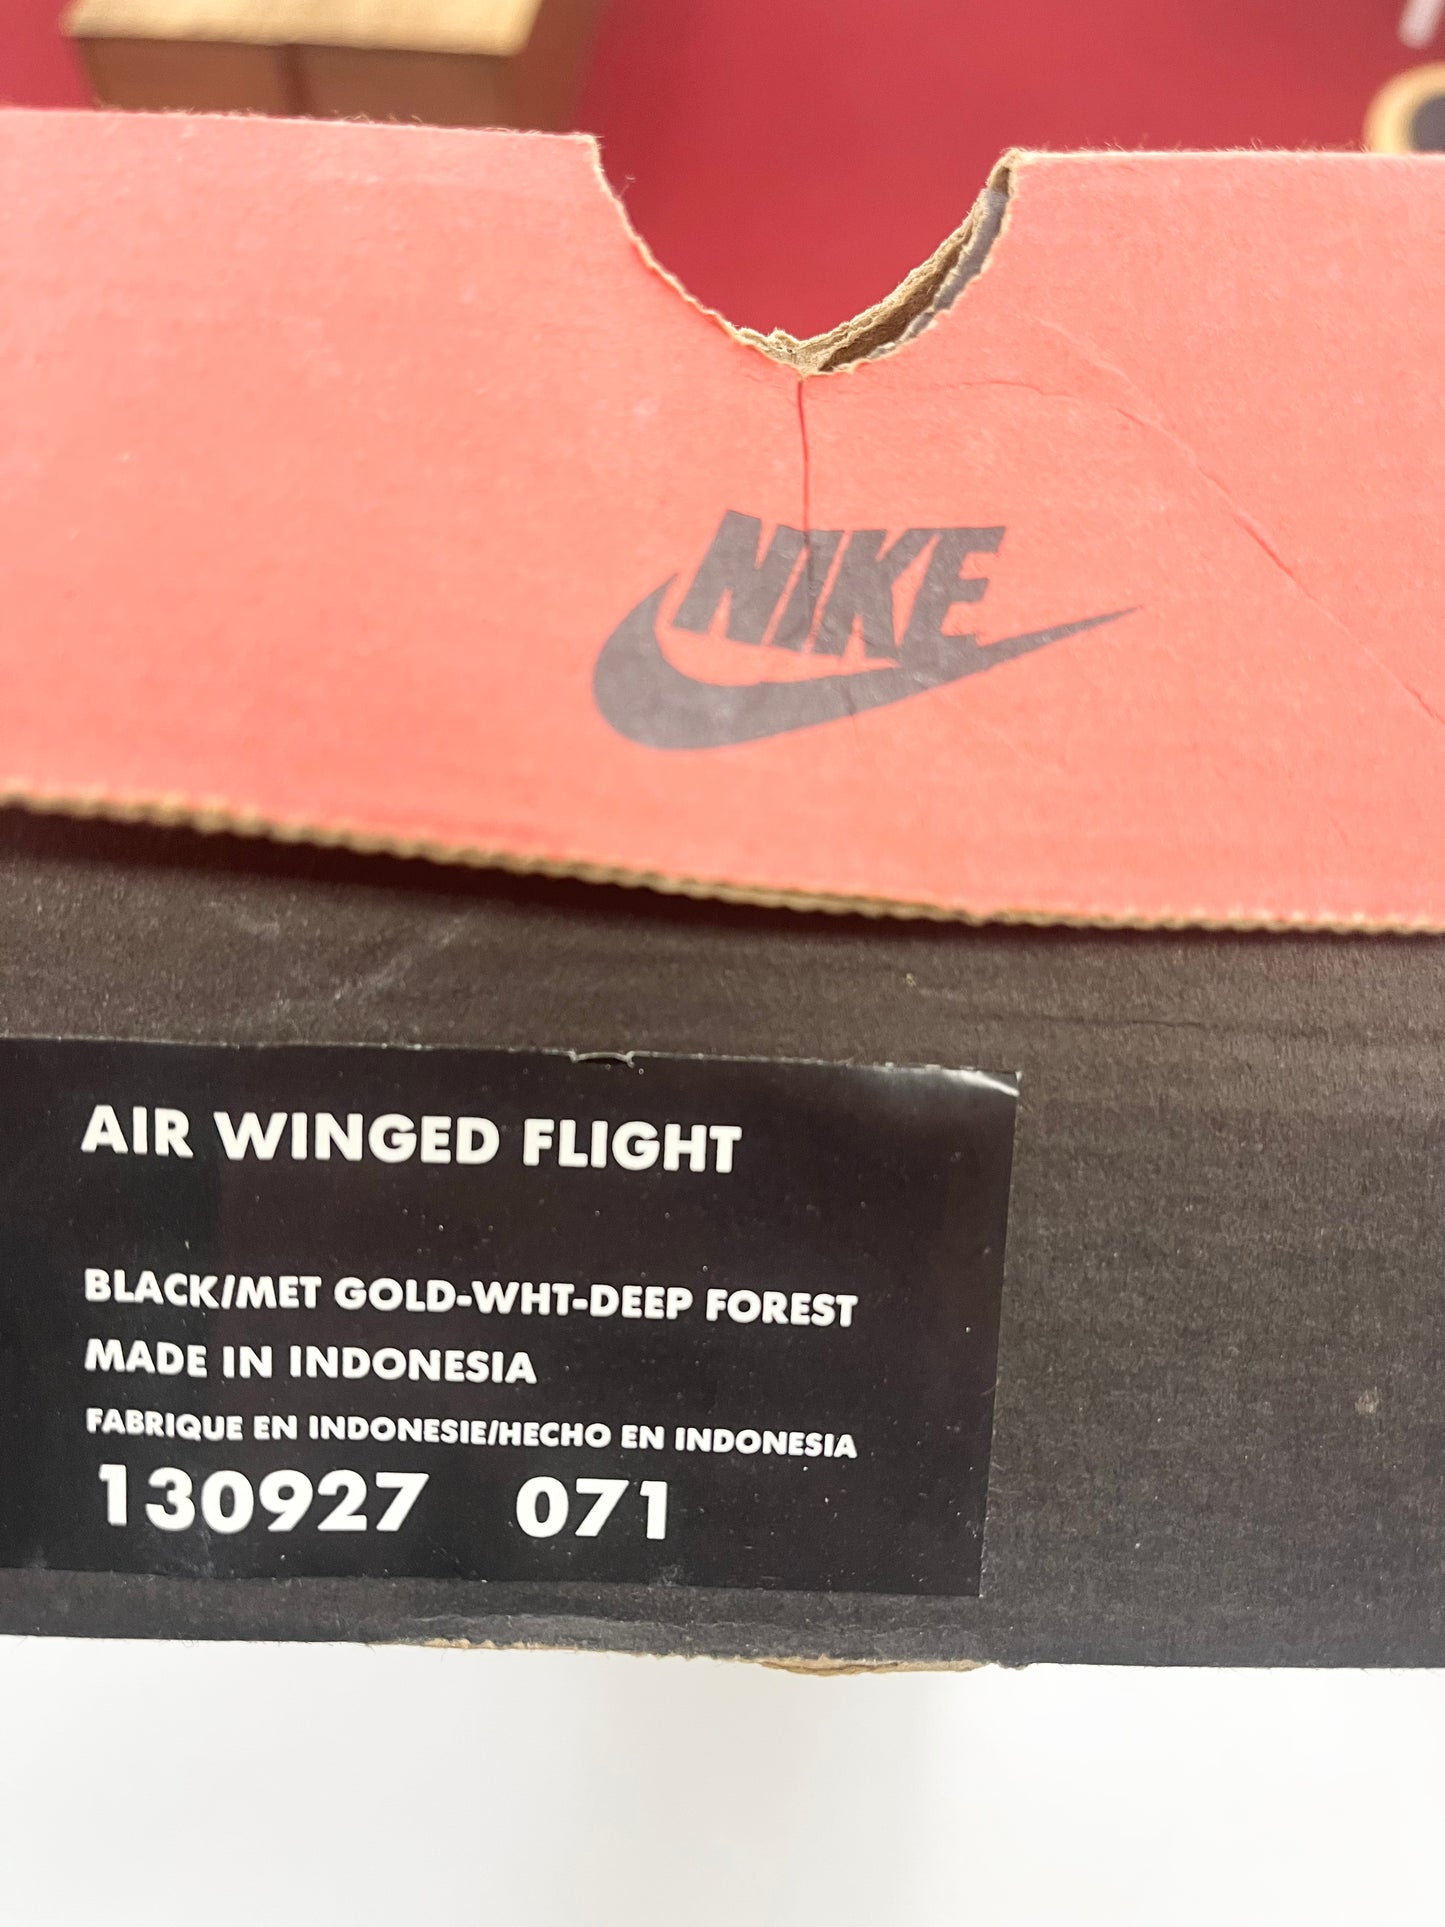 NIKE
AIR WINGED FLIGHT
BLACK/MET GOLD-WHT-DEEP FOREST
MADE IN INDONESIA
FABRIQUE EN INDONESIE/HECHO EN INDONESIA
130927 071